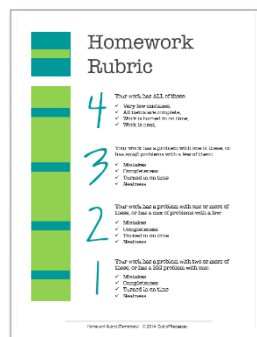 Homework
Rubric
4
Your work has ALL of these:
✓ Very few mistakes,
✓ All items are complete,
✓ Work is turned in on time,
✓ Work is neat.
3
Your work has a problem with one of these, or
has small problems with a few of them:
✓ Mistakes
✓ Completeness
✓ Turned in on time
✓ Neatness
2
Your work has a problem with one or more of
these, or has a mix of problems with a few:
✓ Mistakes
✓ Completeness
✓ Turned in on time
✓ Neatness
1
Your work has a problem with two or more of
these, or has a BIG problem with one:
✓ Mistakes
✓ Completeness
✓ Turned in on time
✓ Neatness
Homework Rubric (Elementary) © 2014